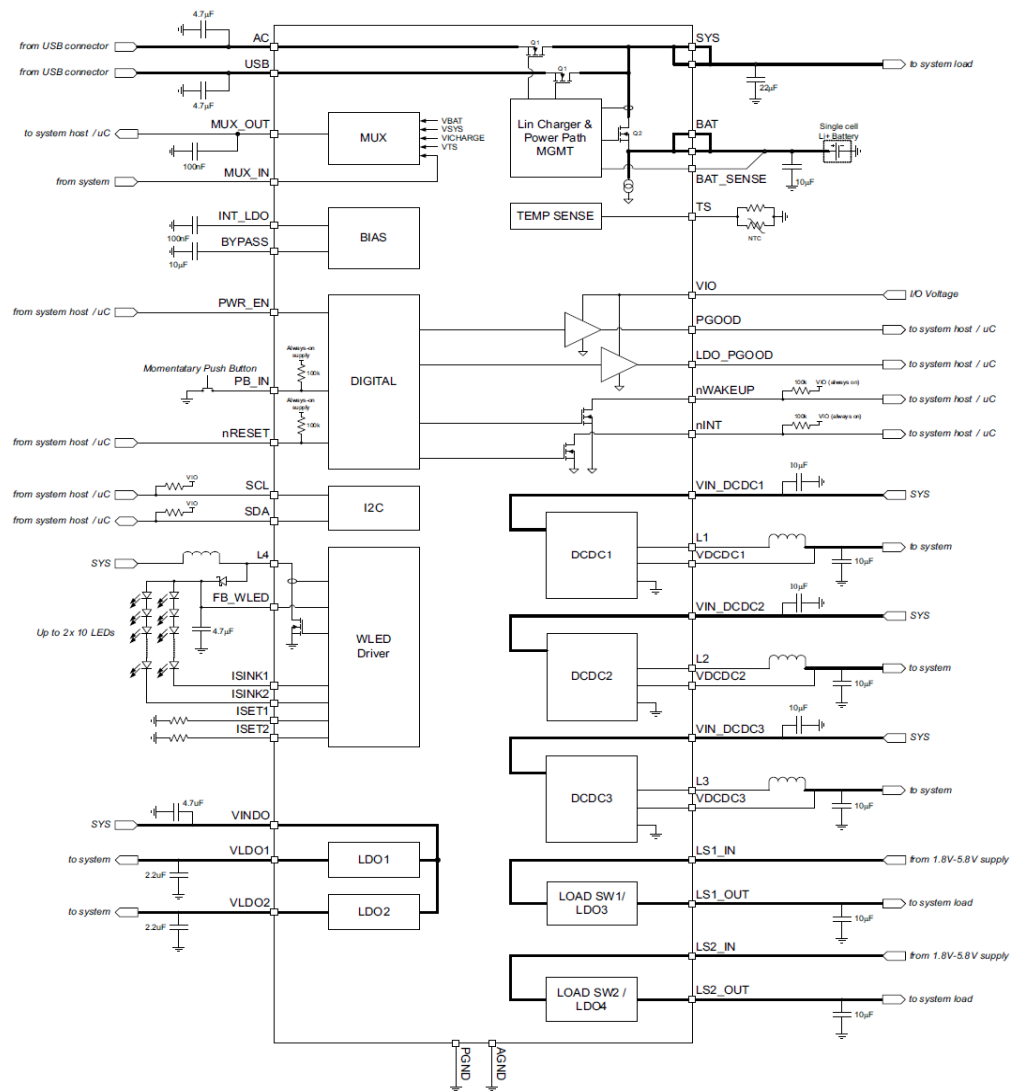 4.7µF
from USB connector
AC
Q1
SYS
from USB connector
USB
Q1
to system load
4.7µF
22µF
to system host / uC
MUX_OUT
MUX
VBAT
VSYS
VICHARGE
VTS
Lin Charger &
Power Path
MGMT
Q2
BAT
Single cell
Li+ Battery
100nF
from system
MUX_IN
BAT_SENSE
10µF
INT_LDO
100nF
BYPASS
10µF
BIAS
TEMP SENSE
TS
NTC
VIO
I/O Voltage
from system host / uC
PWR_EN
PGOOD
to system host / uC
LDO_PGOOD
to system host / uC
Always-on
supply
100k
Momentatary Push Button
PB_IN
DIGITAL
nWAKEUP
100k
VIO (always on)
to system host / uC
Always-on
supply
100k
from system host / uC
nRESET
nINT
100k
VIO (always on)
to system host / uC
VIO
from system host / uC
SCL
VIO
from system host / uC
SDA
I2C
10µF
VIN_DCDC1
SYS
DCDC1
L1
VDCDC1
to system
10µF
SYS
L4
FB_WLED
4.7µF
Up to 2 x 10 LEDs
WLED
Driver
ISINK1
ISINK2
ISET1
ISET2
10µF
VIN_DCDC2
SYS
DCDC2
L2
VDCDC2
to system
10µF
10µF
VIN_DCDC3
SYS
DCDC3
L3
VDCDC3
to system
10µF
4.7uF
SYS
VINDO
to system
VLDO1
LDO1
2.2uF
to system
VLDO2
LDO2
2.2uF
LS1_IN
from 1.8V-5.8V supply
LOAD SW1/
LDO3
LS1_OUT
to system load
10µF
LS2_IN
from 1.8V-5.8V supply
LOAD SW2 /
LDO4
LS2_OUT
to system load
10µF
PGND
AGND